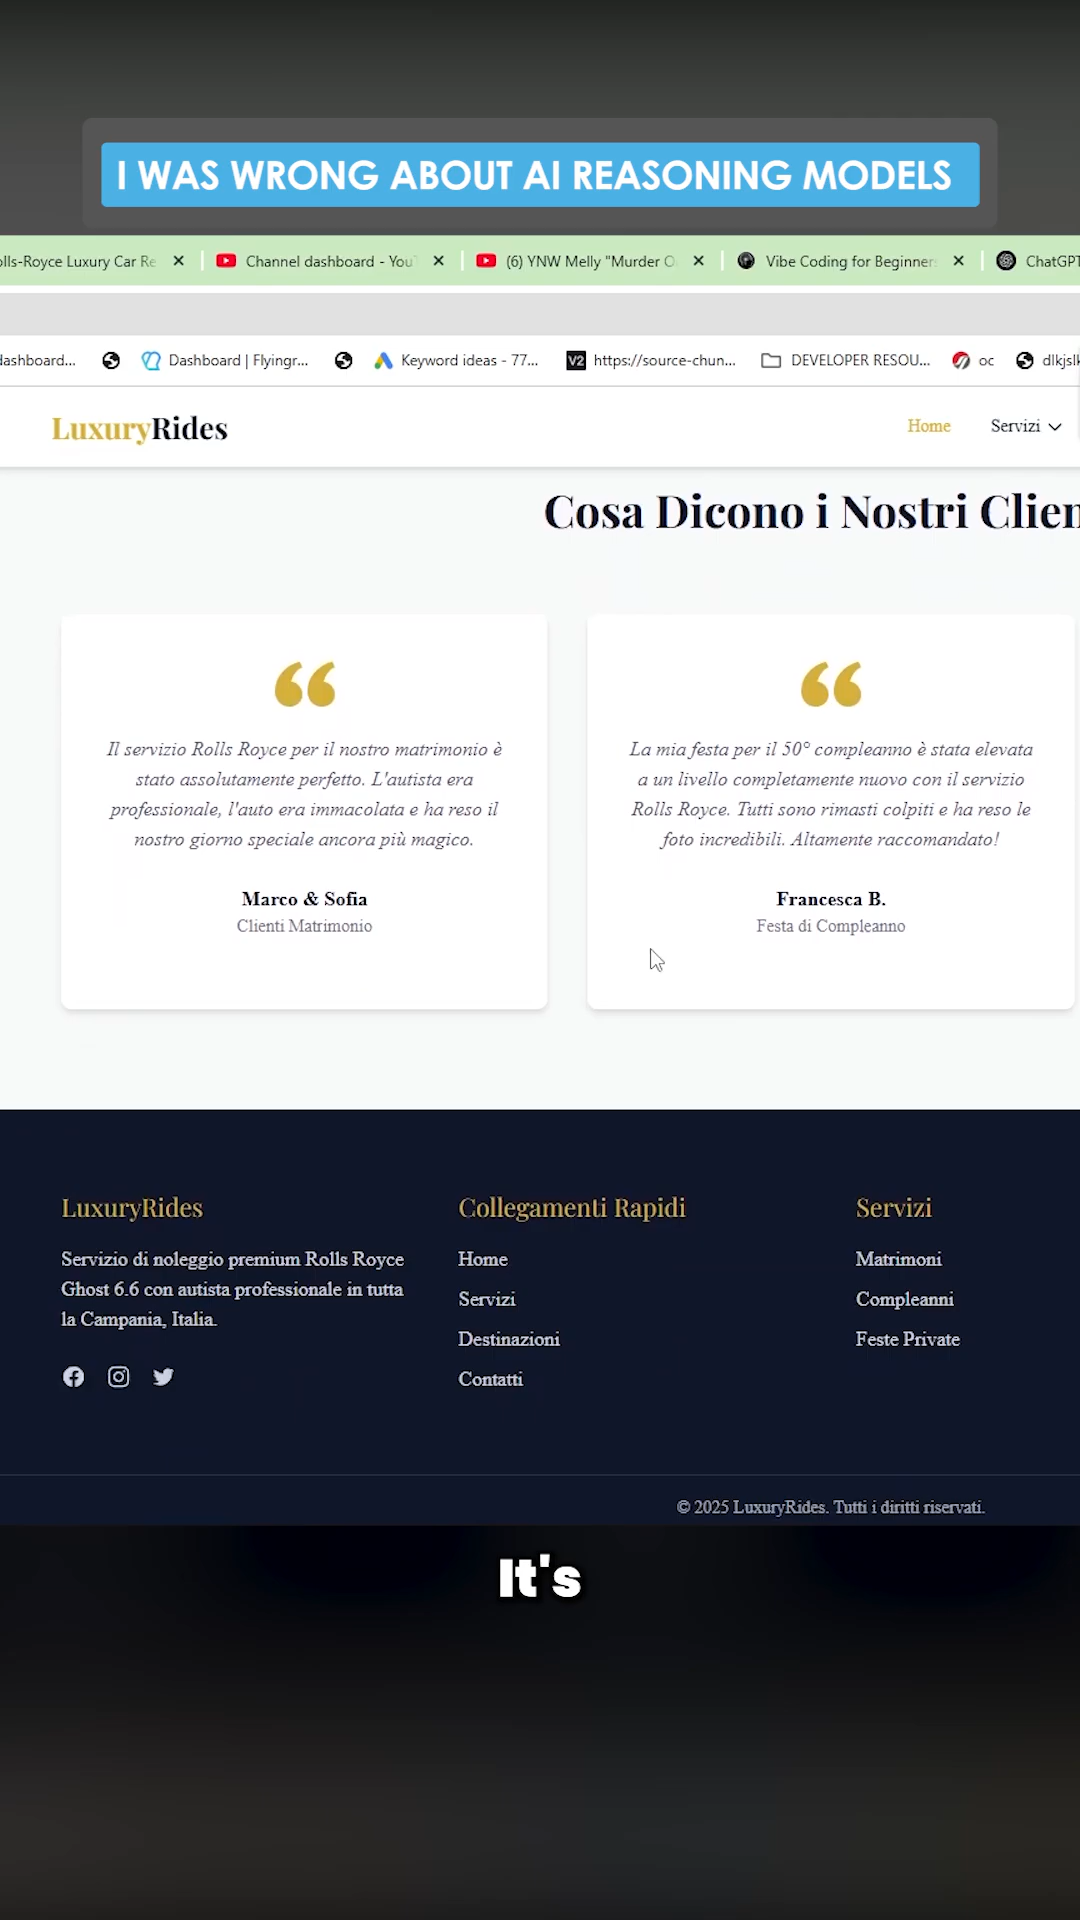 I WAS WRONG ABOUT AI REASONING MODELS
olls-Royce Luxury Car Re
Channel dashboard - YouT
(6) YNW Melly "Murder O
Vibe Coding for Beginner
ChatGPT
dashboard...
Dashboard | Flyingr...
Keyword ideas - 77...
V2
https://source-chun...
DEVELOPER RESOU...
oc
dlkjslk
LuxuryRides
Home
Servizi
Cosa Dicono i Nostri Clien
Il servizio Rolls Royce per il nostro matrimonio è
stato assolutamente perfetto. L'autista era
professionale, l'auto era immacolata e ha reso il
nostro giorno speciale ancora più magico.
Marco & Sofia
Clienti Matrimonio
La mia festa per il 50° compleanno è stata elevata
a un livello completamente nuovo con il servizio
Rolls Royce. Tutti sono rimasti colpiti e ha reso le
foto incredibili. Altamente raccomandato!
Francesca B.
Festa di Compleanno
LuxuryRides
Servizio di noleggio premium Rolls Royce
Ghost 6.6 con autista professionale in tutta
la Campania, Italia.
Collegamenti Rapidi
Home
Servizi
Destinazioni
Contatti
Servizi
Matrimoni
Compleanni
Feste Private
© 2025 LuxuryRides. Tutti i diritti riservati.
It's